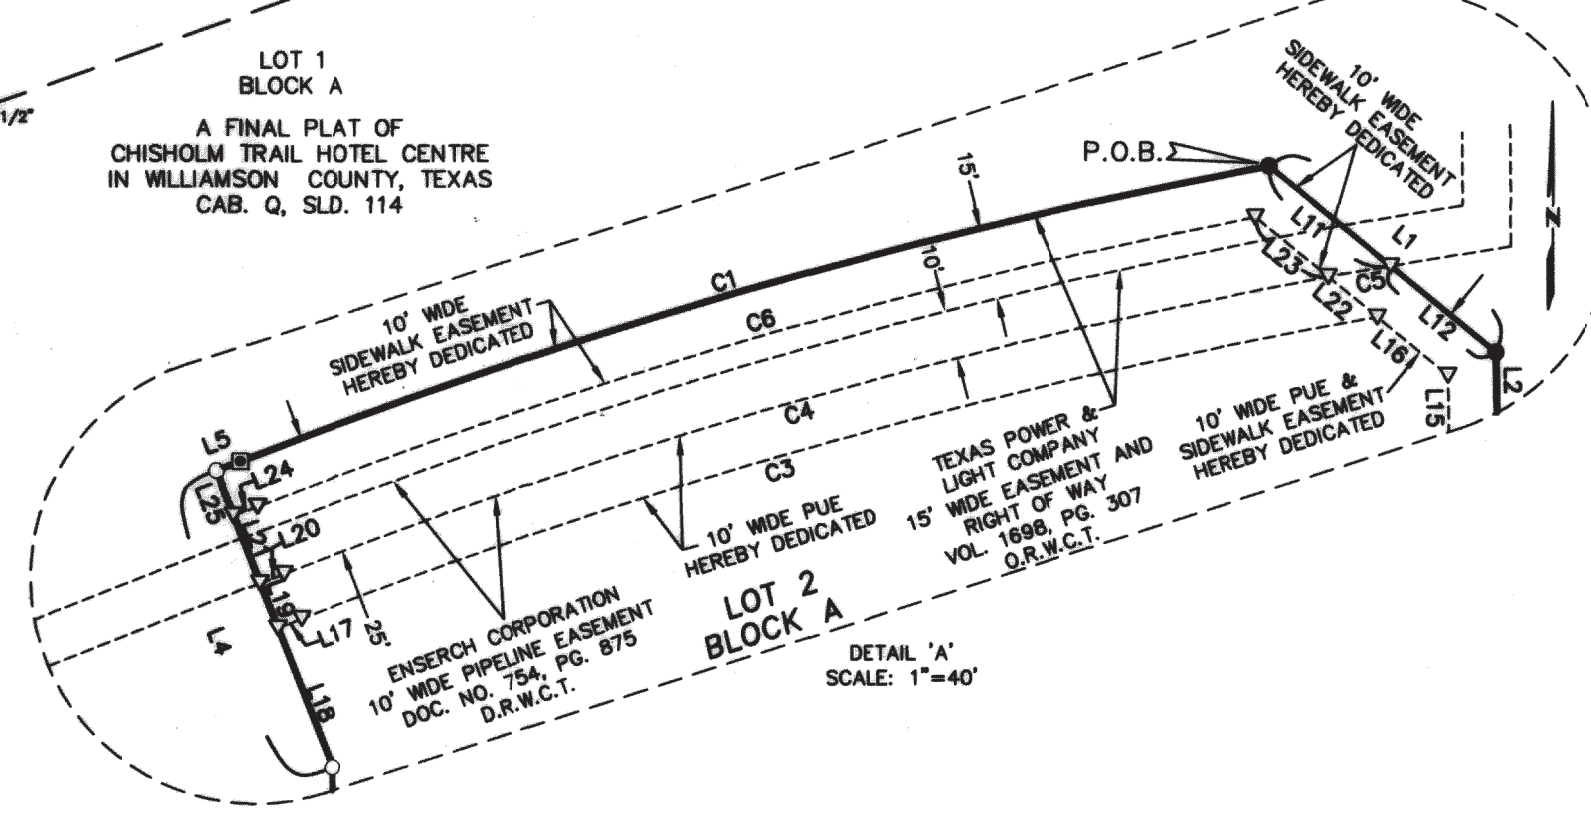 LOT 1
BLOCK A
A FINAL PLAT OF
CHISHOLM TRAIL HOTEL CENTRE
IN WILLIAMSON COUNTY, TEXAS
CAB. Q, SLD. 114
1/2"
10' WIDE
SIDEWALK EASEMENT
HEREBY DEDICATED
P.O.B.
15'
N
L11
L1
L23
C5
L22
L12
L16
L2
L15
C1
C6
10'
10' WIDE
SIDEWALK EASEMENT
HEREBY DEDICATED
C4
C3
L5
L24
L25
L3
L20
L19
L17
L4
L18
25'
TEXAS POWER &
LIGHT COMPANY
15' WIDE EASEMENT AND
RIGHT OF WAY
VOL. 1698, PG. 307
O.R.W.C.T.
10' WIDE PUE &
SIDEWALK EASEMENT
HEREBY DEDICATED
10' WIDE PUE
HEREBY DEDICATED
ENSERCH CORPORATION
10' WIDE PIPELINE EASEMENT
DOC. NO. 754, PG. 875
D.R.W.C.T.
LOT 2
BLOCK A
DETAIL 'A'
SCALE: 1"=40'